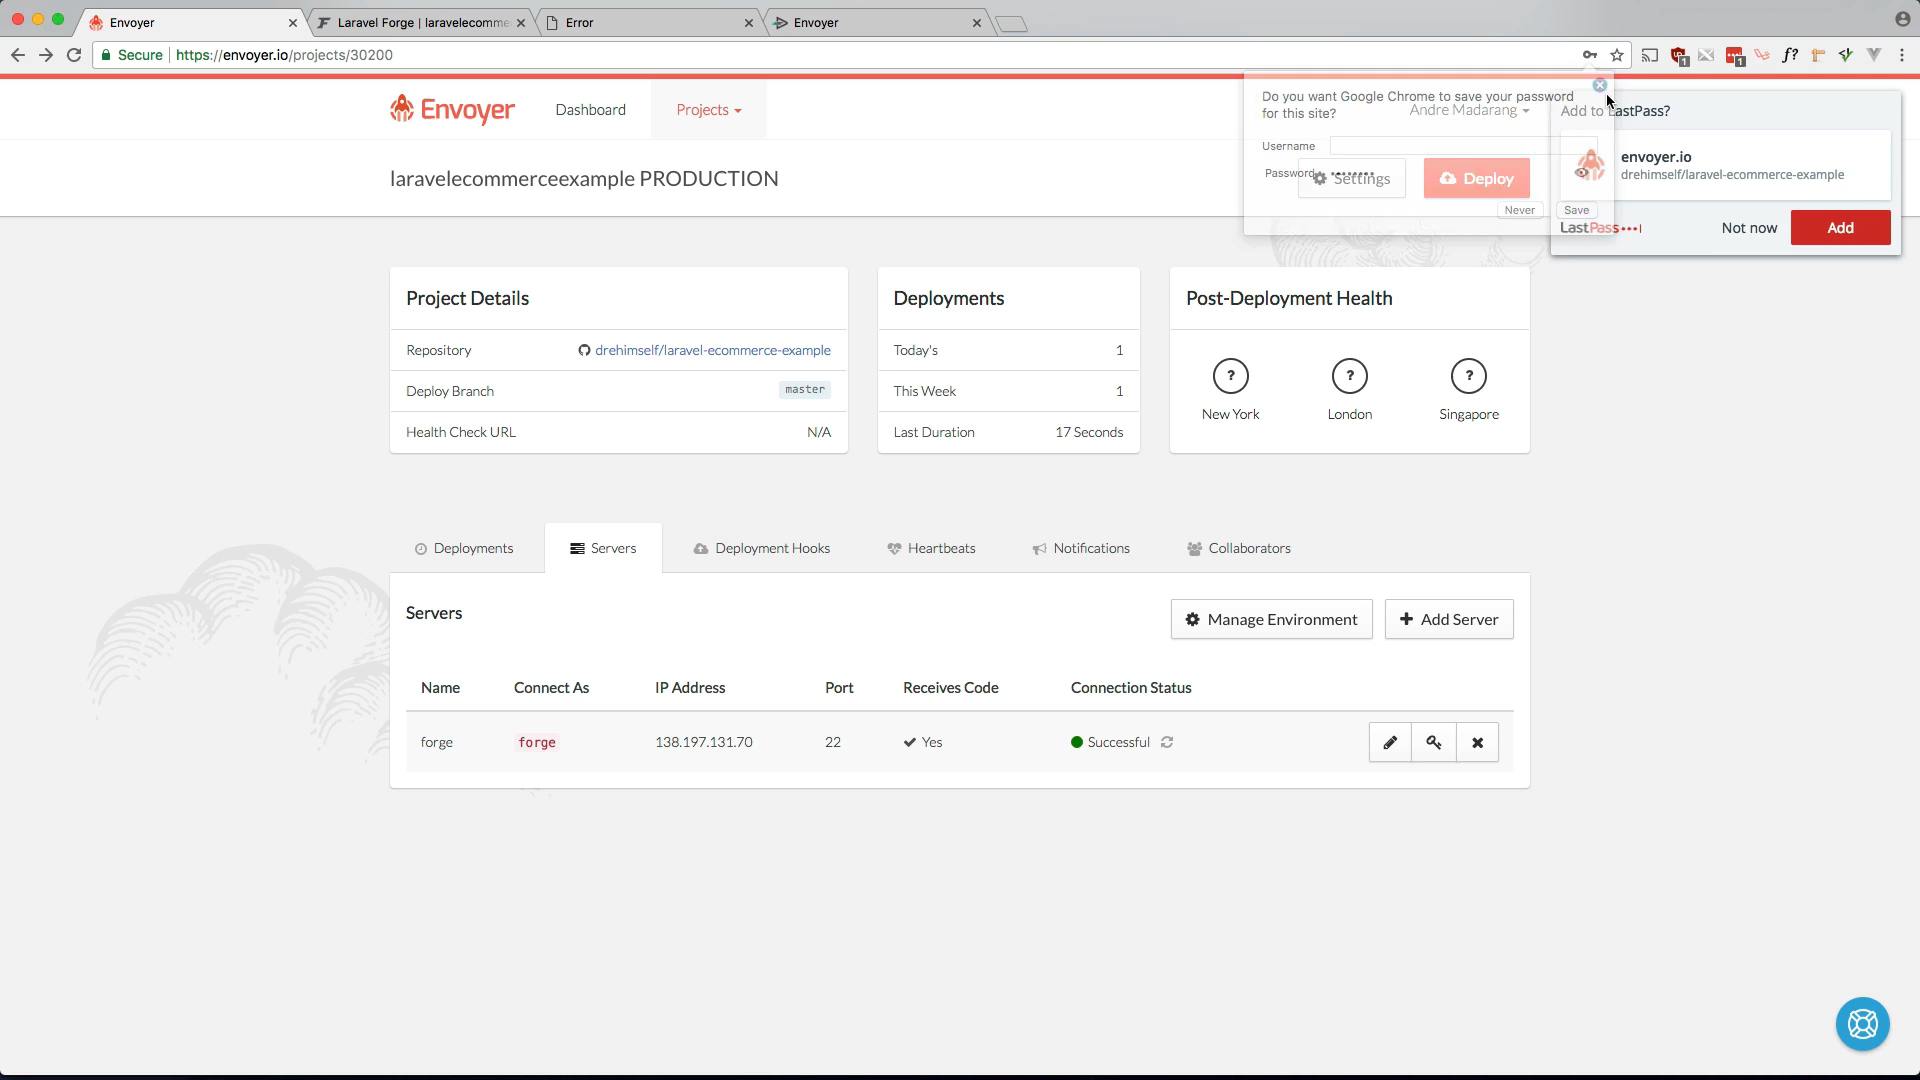 Envoyer
Laravel Forge | laravelecomme
Error
Envoyer
Secure
https://envoyer.io/projects/30200
Envoyer
Dashboard
Projects
Andre Madarang
Do you want Google Chrome to save your password
for this site?
Username
Password
Never
Save
Add to LastPass?
envoyer.io
drehimself/laravel-ecommerce-example
LastPass
Not now
Add
laravelecommerceexample PRODUCTION
Settings
Deploy
Project Details
Repository
drehimself/laravel-ecommerce-example
Deploy Branch
master
Health Check URL
N/A
Deployments
Today's
1
This Week
1
Last Duration
17 Seconds
Post-Deployment Health
?
?
?
New York
London
Singapore
Deployments
Servers
Deployment Hooks
Heartbeats
Notifications
Collaborators
Servers
Manage Environment
Add Server
Name
Connect As
IP Address
Port
Receives Code
Connection Status
forge
forge
138.197.131.70
22
Yes
Successful